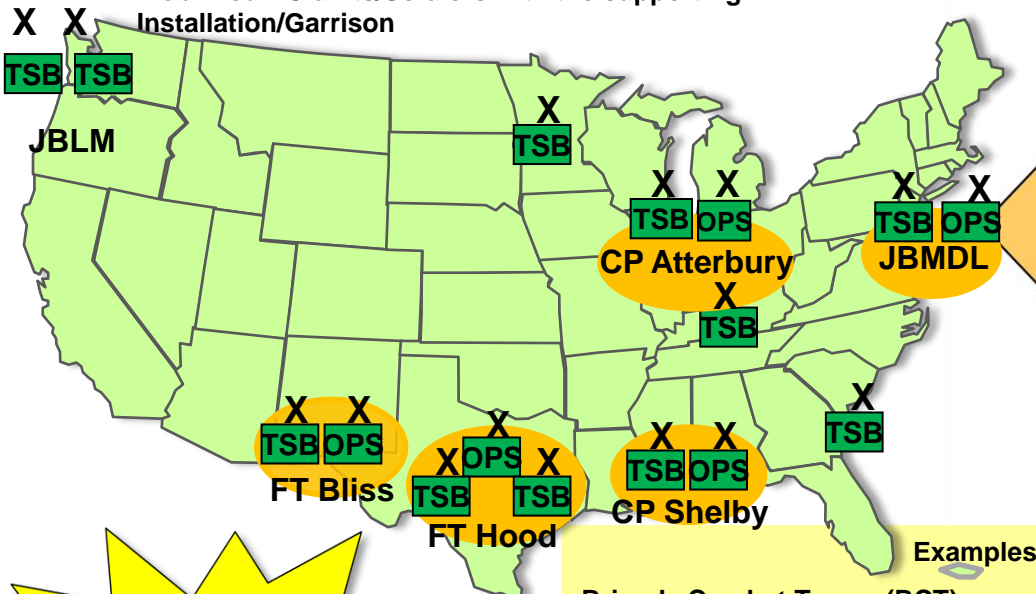 Installation/Garrison
X X
TSB TSB
JBLM
X
TSB
X X
TSB OPS
CP Atterbury
X
TSB
X X
TSB OPS
JBMDL
X
TSB
X X
TSB OPS
FT Bliss
X
OPS
X X
TSB TSB
FT Hood
X X
TSB OPS
CP Shelby
Examples